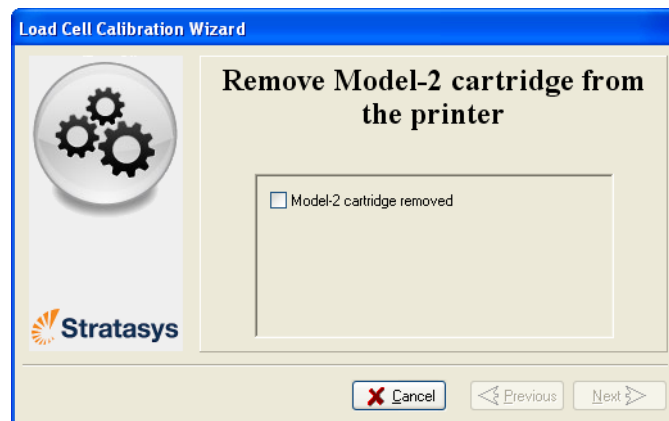 Load Cell Calibration Wizard
Remove Model-2 cartridge from
the printer
Model-2 cartridge removed
Stratasys
Cancel
Previous
Next